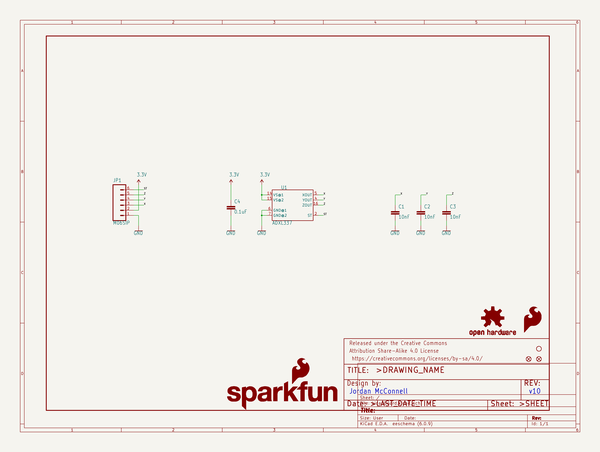 3.3V
3.3V
3.3V
JP1
U1
C4
0.1uF
ADXL337
GND
GND
GND
C1
10nF
C2
10nF
C3
10nF
GND
GND
GND
open hardware
sparkfun
Released under the Creative Commons
Attribution Share-Alike 4.0 License
https://creativecommons.org/licenses/by-sa/4.0/
TITLE: >DRAWING_NAME
Design by:
Jordan McConnell
REV:
v10
Date: >LAST_DATE_TIME
Sheet: >SHEET
Sheet: /
Title:
Size: User
Date:
Rev:
KiCad E.D.A. eeschema (6.0.9)
Id: 1/1